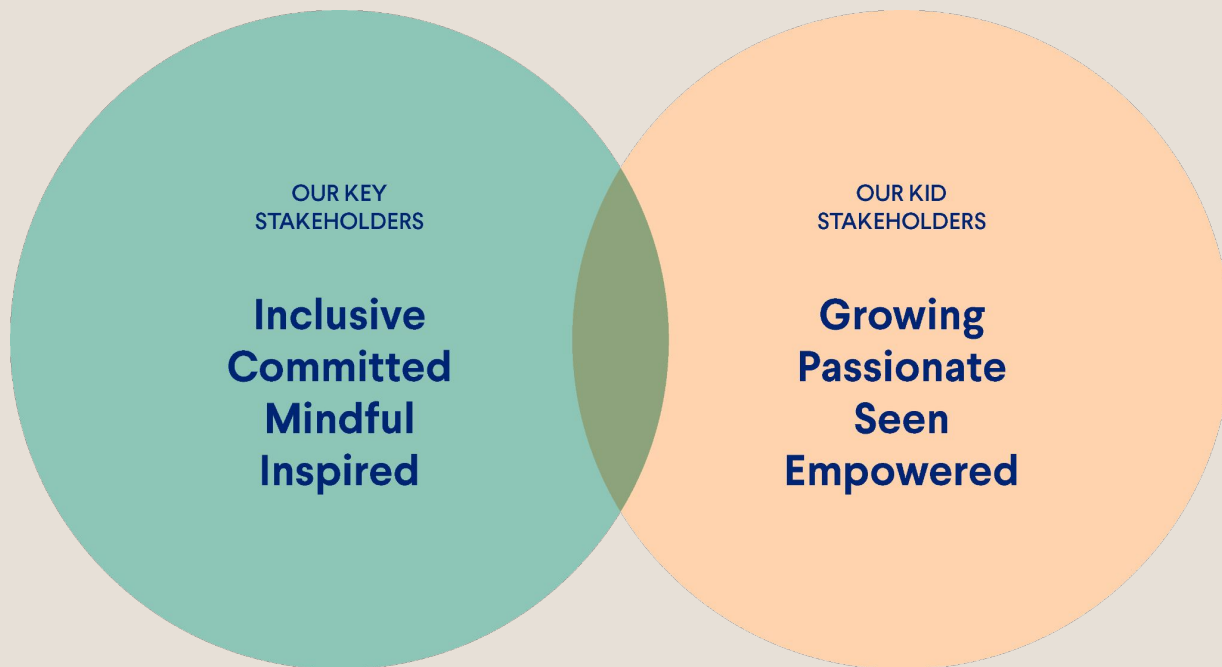 OUR KEY
STAKEHOLDERS
Inclusive
Committed
Mindful
Inspired
OUR KID
STAKEHOLDERS
Growing
Passionate
Seen
Empowered